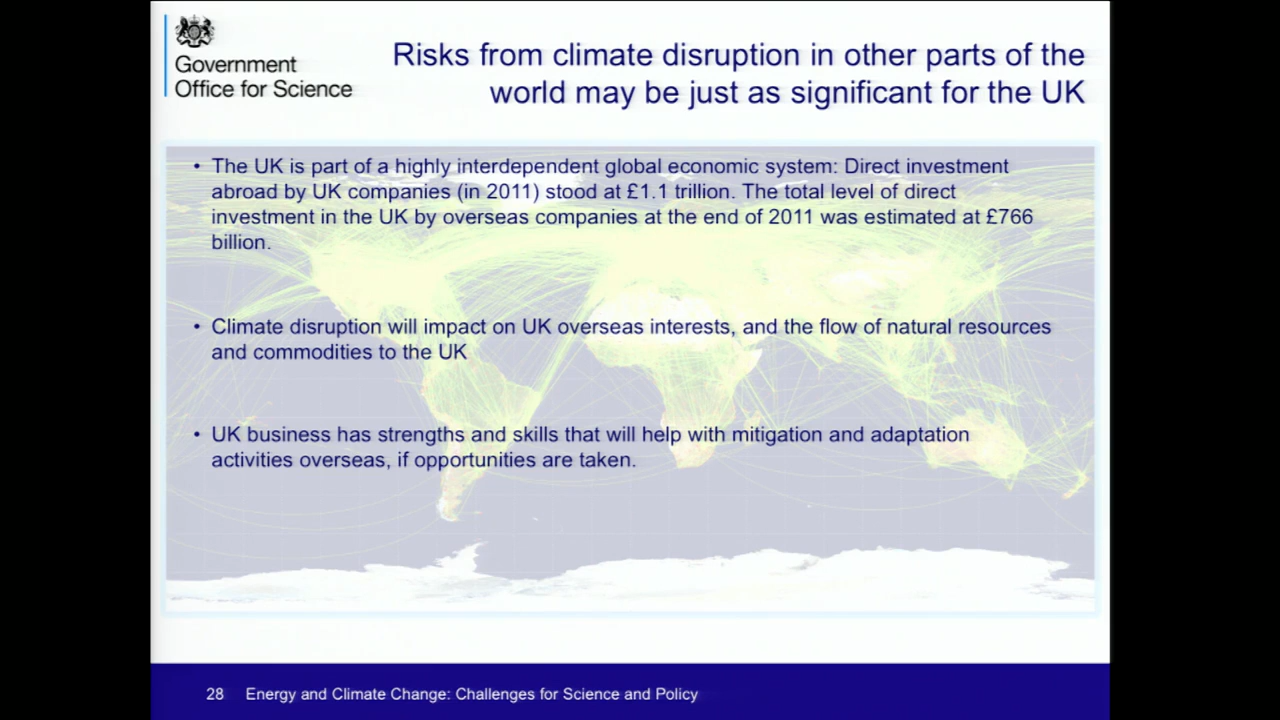 Government
Office for Science
Risks from climate disruption in other parts of the
world may be just as significant for the UK
• The UK is part of a highly interdependent global economic system: Direct investment
abroad by UK companies (in 2011) stood at £1.1 trillion. The total level of direct
investment in the UK by overseas companies at the end of 2011 was estimated at £766
billion.
• Climate disruption will impact on UK overseas interests, and the flow of natural resources
and commodities to the UK
• UK business has strengths and skills that will help with mitigation and adaptation
activities overseas, if opportunities are taken.
28 Energy and Climate Change: Challenges for Science and Policy